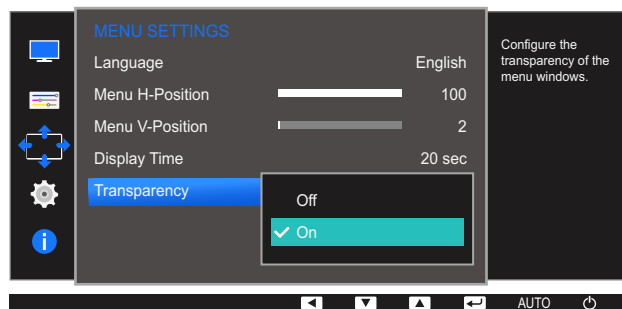 MENU SETTINGS
Language English
Menu H-Position 100
Menu V-Position 2
Display Time 20 sec
Transparency
Off
On
Configure the
transparency of the
menu windows.
AUTO